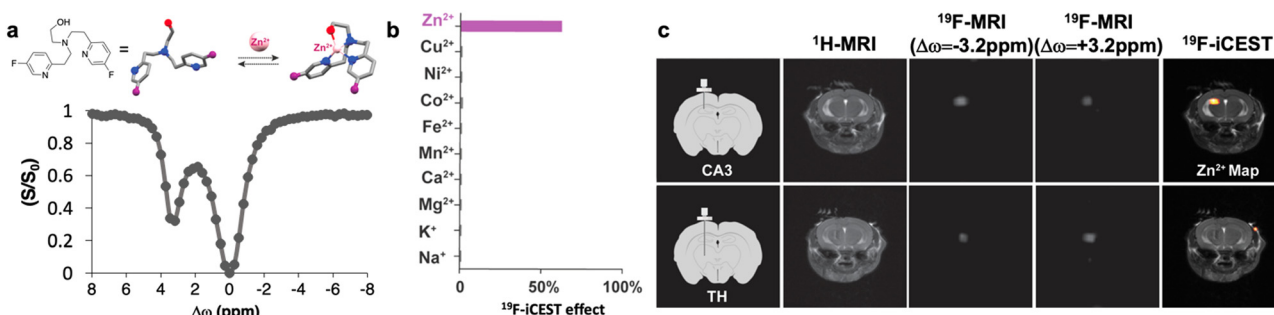 a
OH
N
N
N
F
F
=
Zn²⁺
Zn²⁺
(S/S₀)
1
0.8
0.6
0.4
0.2
0
8 6 4 2 0 -2 -4 -6 -8
Δω (ppm)
b
Zn²⁺
Cu²⁺
Ni²⁺
Co²⁺
Fe²⁺
Mn²⁺
Ca²⁺
Mg²⁺
K⁺
Na⁺
0 50% 100%
¹⁹F-iCEST effect
c
¹H-MRI
¹⁹F-MRI
(Δω=-3.2ppm)
¹⁹F-MRI
(Δω=+3.2ppm)
¹⁹F-iCEST
CA3
Zn²⁺ Map
TH